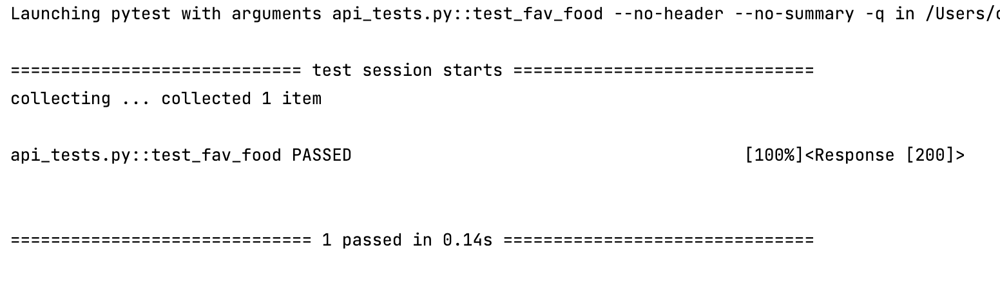 Launching pytest with arguments api_tests.py::test_fav_food --no-header --no-summary -q in /Users/
============================= test session starts ==============================
collecting ... collected 1 item
api_tests.py::test_fav_food PASSED [100%]<Response [200]>
============================== 1 passed in 0.14s ===============================